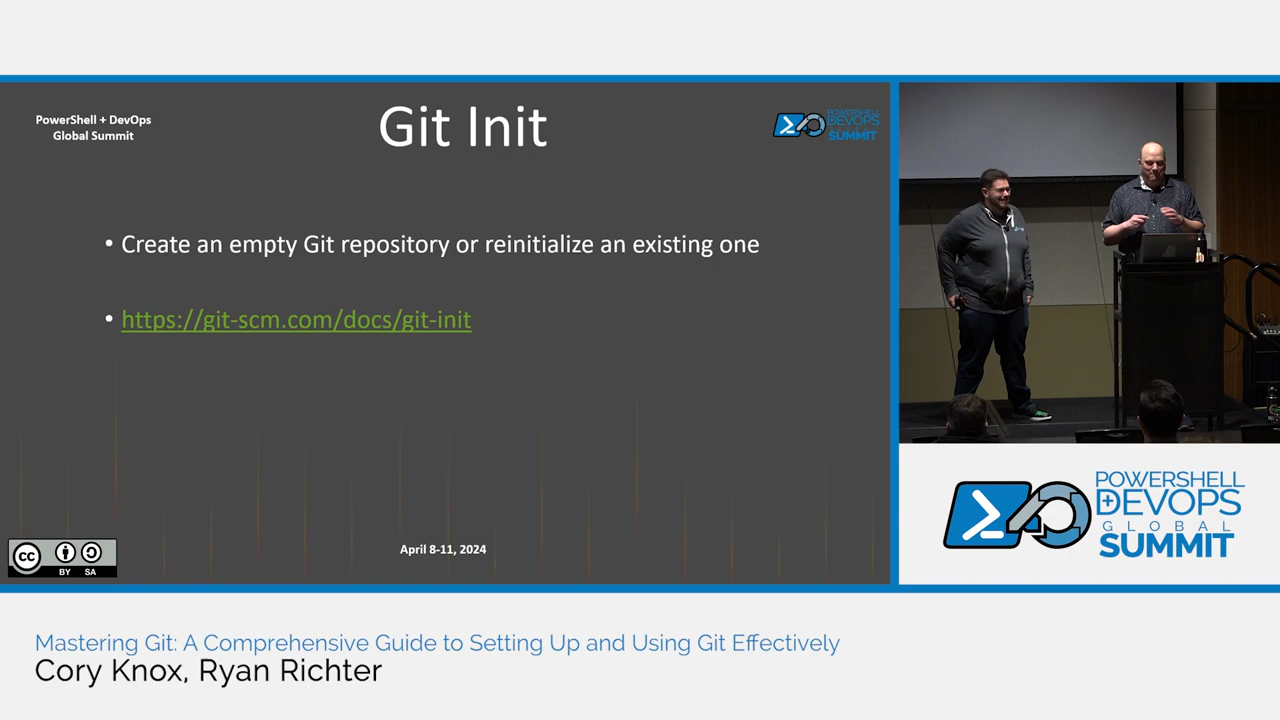 PowerShell + DevOps
Global Summit
Git Init
POWERSHELL
DEVOPS
SUMMIT
• Create an empty Git repository or reinitialize an existing one
• https://git-scm.com/docs/git-init
April 8-11, 2024
CC
BY SA
POWERSHELL
+DEVOPS
GLOBAL
SUMMIT
Mastering Git: A Comprehensive Guide to Setting Up and Using Git Effectively
Cory Knox, Ryan Richter